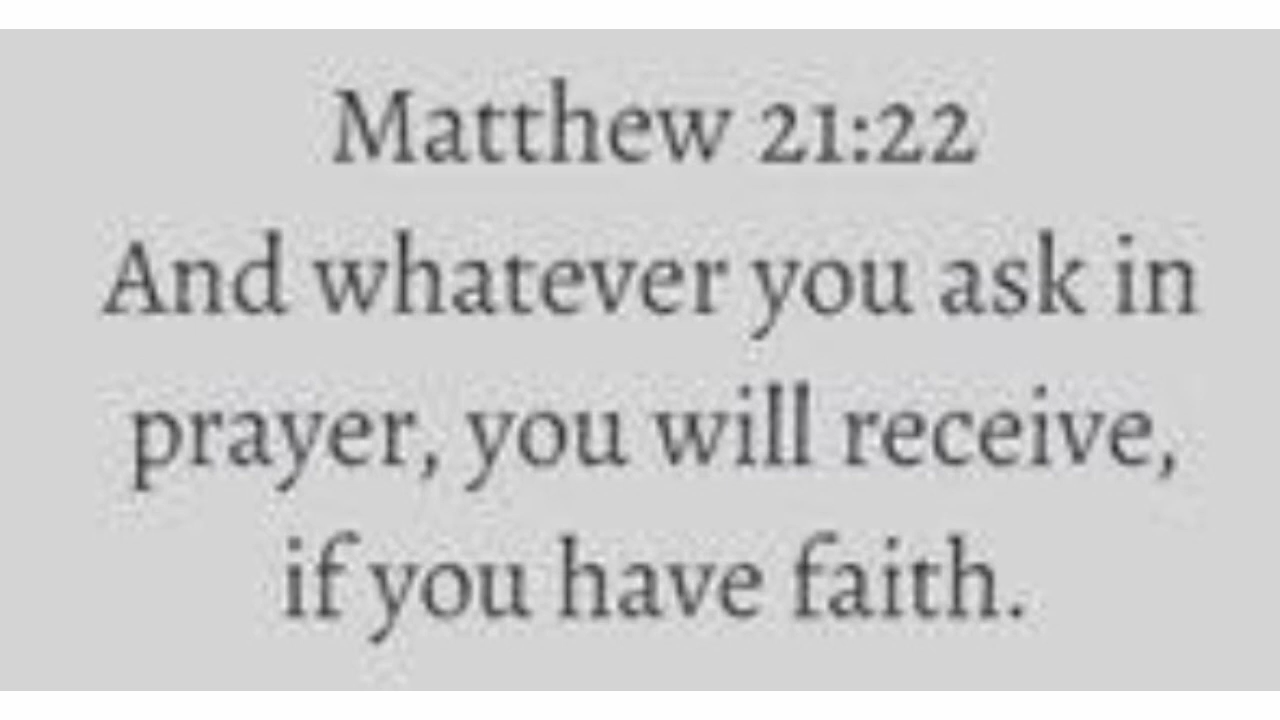 Matthew 21:22
And whatever you ask in
prayer, you will receive,
if you have faith.